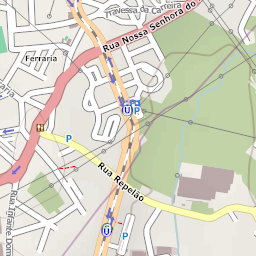 Travessa da Carreira
Rua Nossa Senhora do
Ferraria
P
U
P
Rua Repelão
Rua Infante Dom
U
P